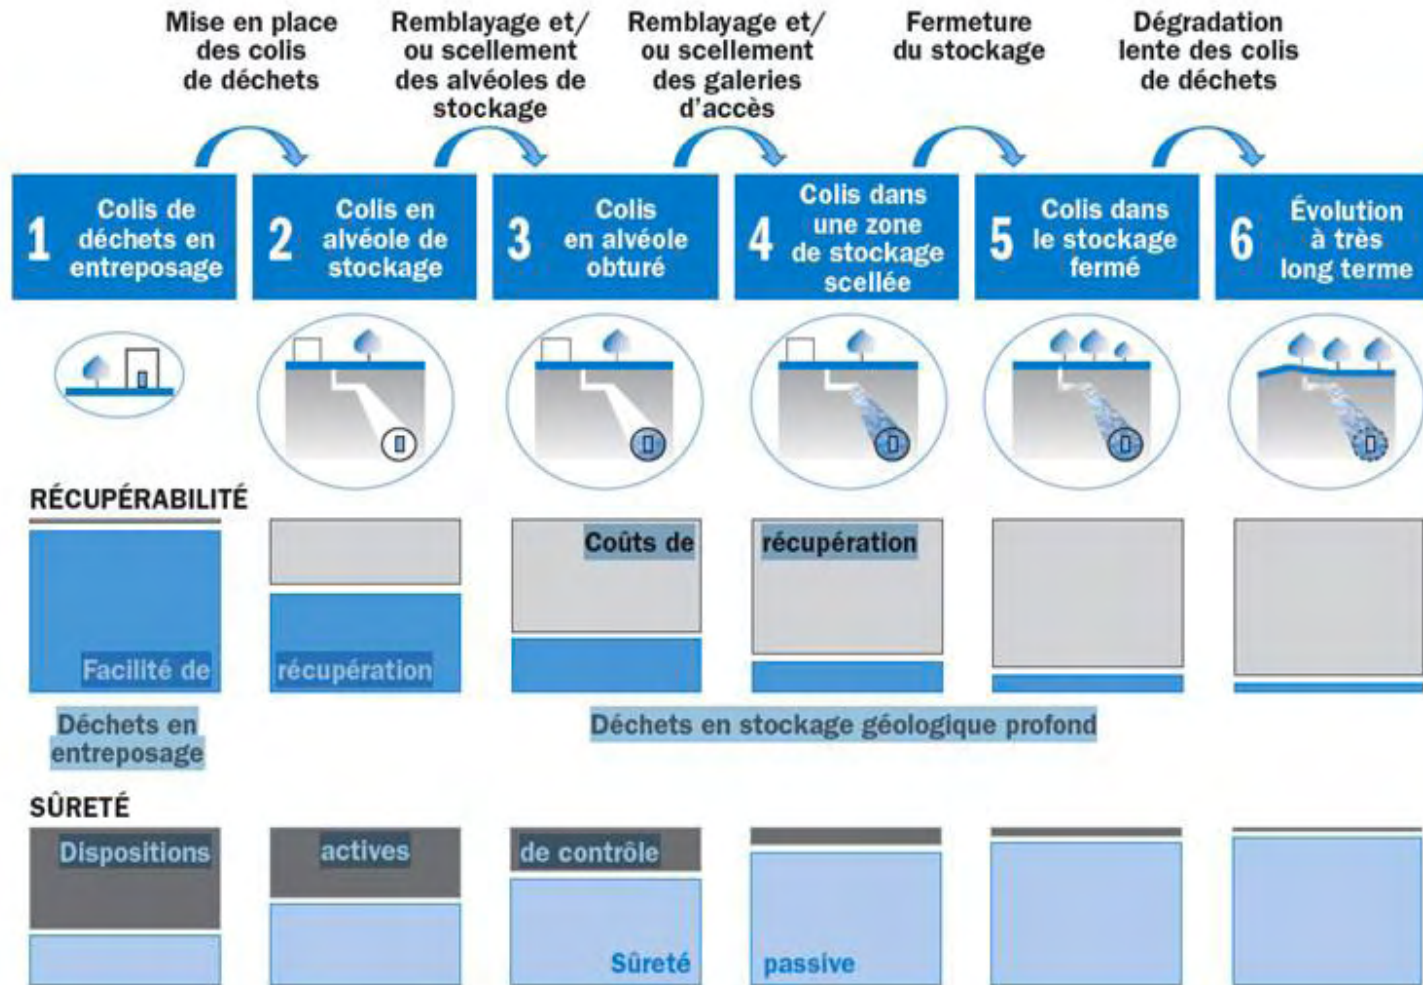 Mise en place
des colis
de déchets
Remblayage et/
ou scellement
des alvéoles de
stockage
Remblayage et/
ou scellement
des galeries
d'accès
Fermeture
du stockage
Dégradation
lente des colis
de déchets
1
Colis de
déchets en
entreposage
2
Colis en
alvéole de
stockage
3
Colis
en alvéole
obturé
4
Colis dans
une zone
de stockage
scellée
5
Colis dans
le stockage
fermé
6
Évolution
à très
long terme
RÉCUPÉRABILITÉ
Coûts de récupération
Facilité de récupération
Déchets en
entreposage
Déchets en stockage géologique profond
SÛRETÉ
Dispositions actives de contrôle
Sûreté passive